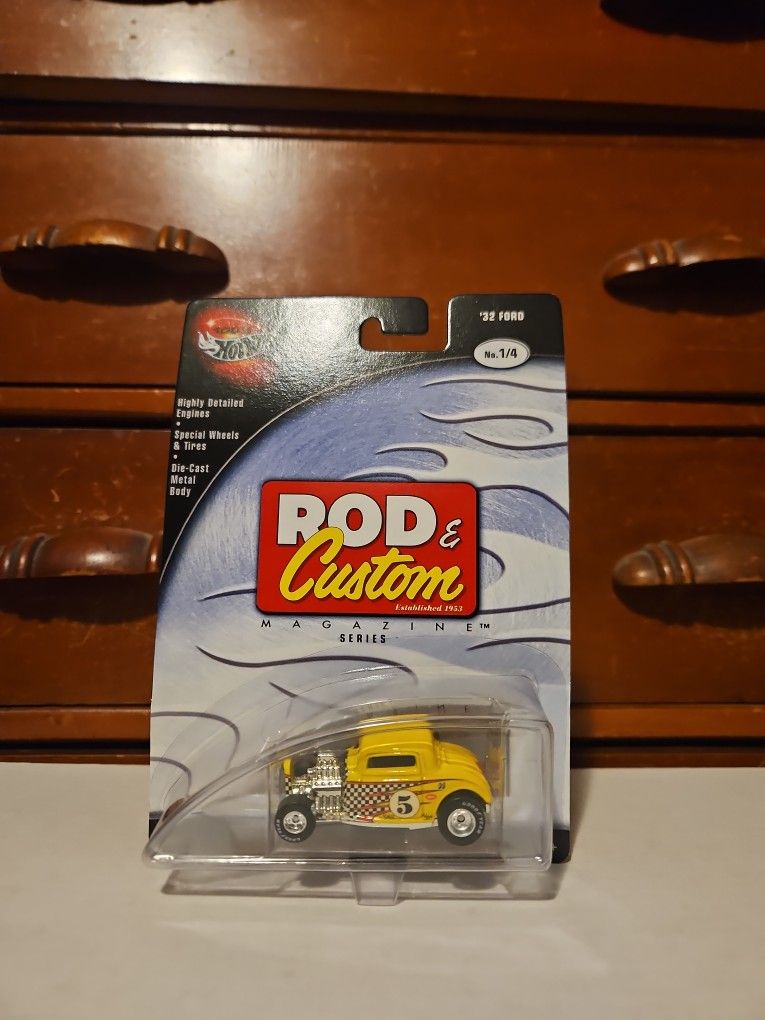 HOT WHEELS
'32 FORD
No. 1/4
Highly Detailed
Engines
•
Special Wheels
& Tires
•
Die-Cast
Metal
Body
ROD &
Custom
Established 1953
MAGAZINE™
SERIES
5